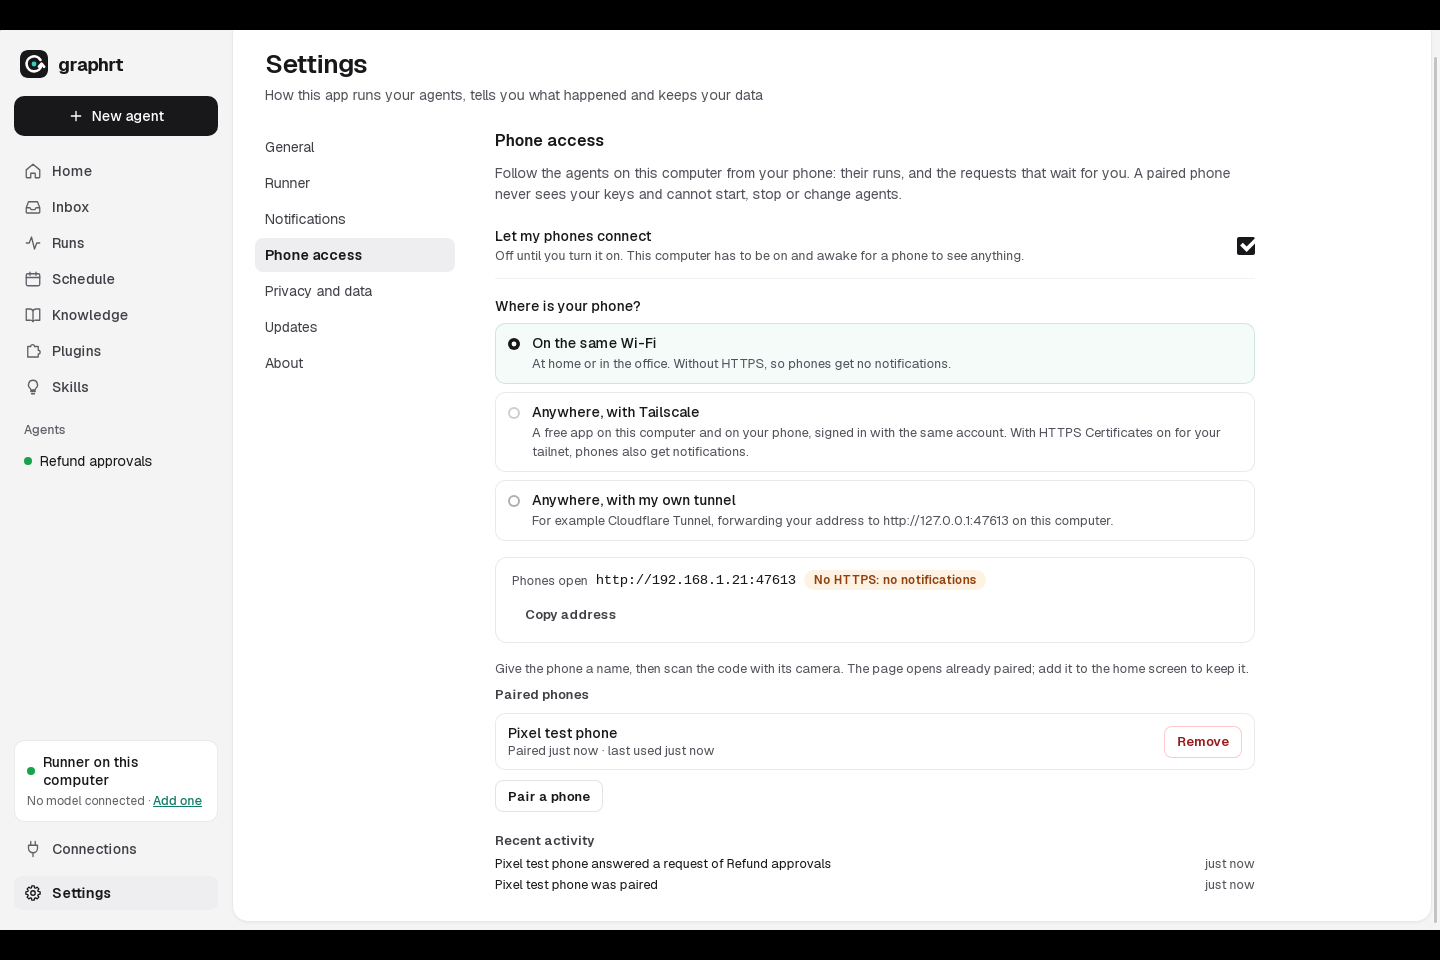 graphrt
New agent
Home
Inbox
Runs
Schedule
Knowledge
Plugins
Skills
Agents
Refund approvals
Runner on this
computer
No model connected · Add one
Connections
Settings
Settings
How this app runs your agents, tells you what happened and keeps your data
General
Runner
Notifications
Phone access
Privacy and data
Updates
About
Phone access
Follow the agents on this computer from your phone: their runs, and the requests that wait for you. A paired phone
never sees your keys and cannot start, stop or change agents.
Let my phones connect
Off until you turn it on. This computer has to be on and awake for a phone to see anything.
Where is your phone?
On the same Wi-Fi
At home or in the office. Without HTTPS, so phones get no notifications.
Anywhere, with Tailscale
A free app on this computer and on your phone, signed in with the same account. With HTTPS Certificates on for your
tailnet, phones also get notifications.
Anywhere, with my own tunnel
For example Cloudflare Tunnel, forwarding your address to http://127.0.0.1:47613 on this computer.
Phones open http://192.168.1.21:47613 No HTTPS: no notifications
Copy address
Give the phone a name, then scan the code with its camera. The page opens already paired; add it to the home screen to keep it.
Paired phones
Pixel test phone
Paired just now · last used just now
Remove
Pair a phone
Recent activity
Pixel test phone answered a request of Refund approvals just now
Pixel test phone was paired just now